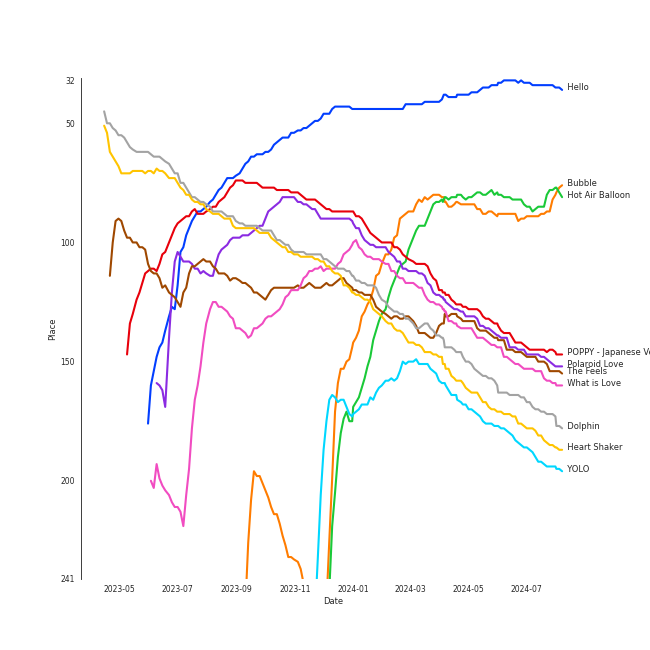 32
50
100
150
200
241
Place
2023-05
2023-07
2023-09
2023-11
2024-01
2024-03
2024-05
2024-07
Date
Hello
Bubble
Hot Air Balloon
POPPY - Japanese Ve
Polaroid Love
The Feels
What is Love
Dolphin
Heart Shaker
YOLO